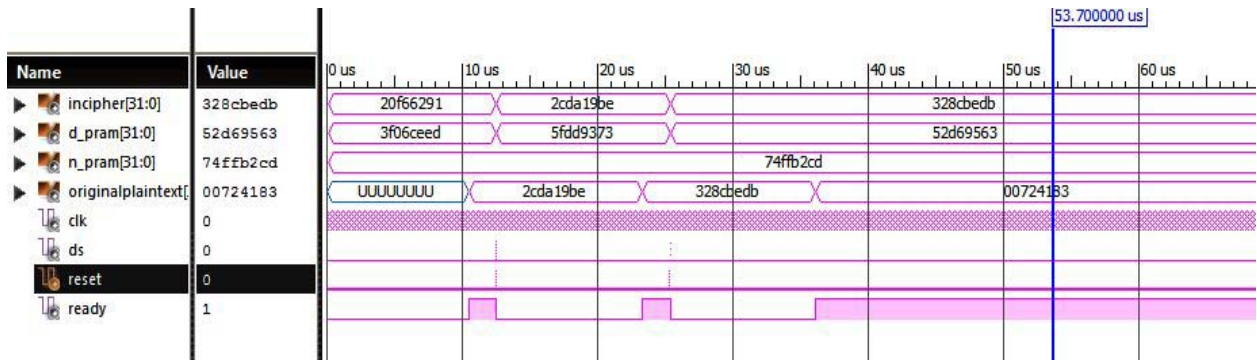 53.700000 us
Name Value 0 us 10 us 20 us 30 us 40 us 50 us 60 us
incipher[31:0] 328cbedb 20f66291 2cda19be 328cbedb
d_pram[31:0] 52d69563 3f06ceed 5fdd9373 52d69563
n_pram[31:0] 74ffb2cd 74ffb2cd
originalplaintext[ 00724183 UUUUUUUU 2cda19be 328cbedb 00724183
clk 0
ds 0
reset 0
ready 1